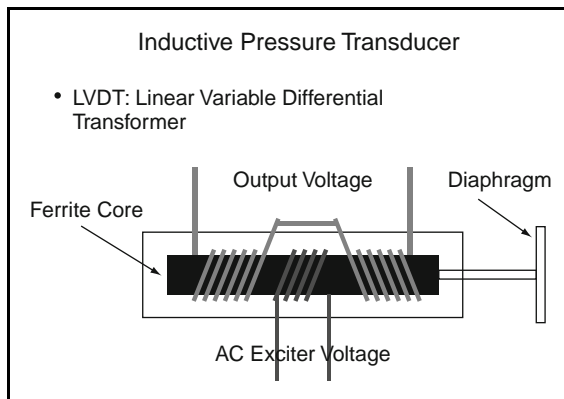 Inductive Pressure Transducer
• LVDT: Linear Variable Differential
Transformer
Output Voltage
Diaphragm
Ferrite Core
AC Exciter Voltage